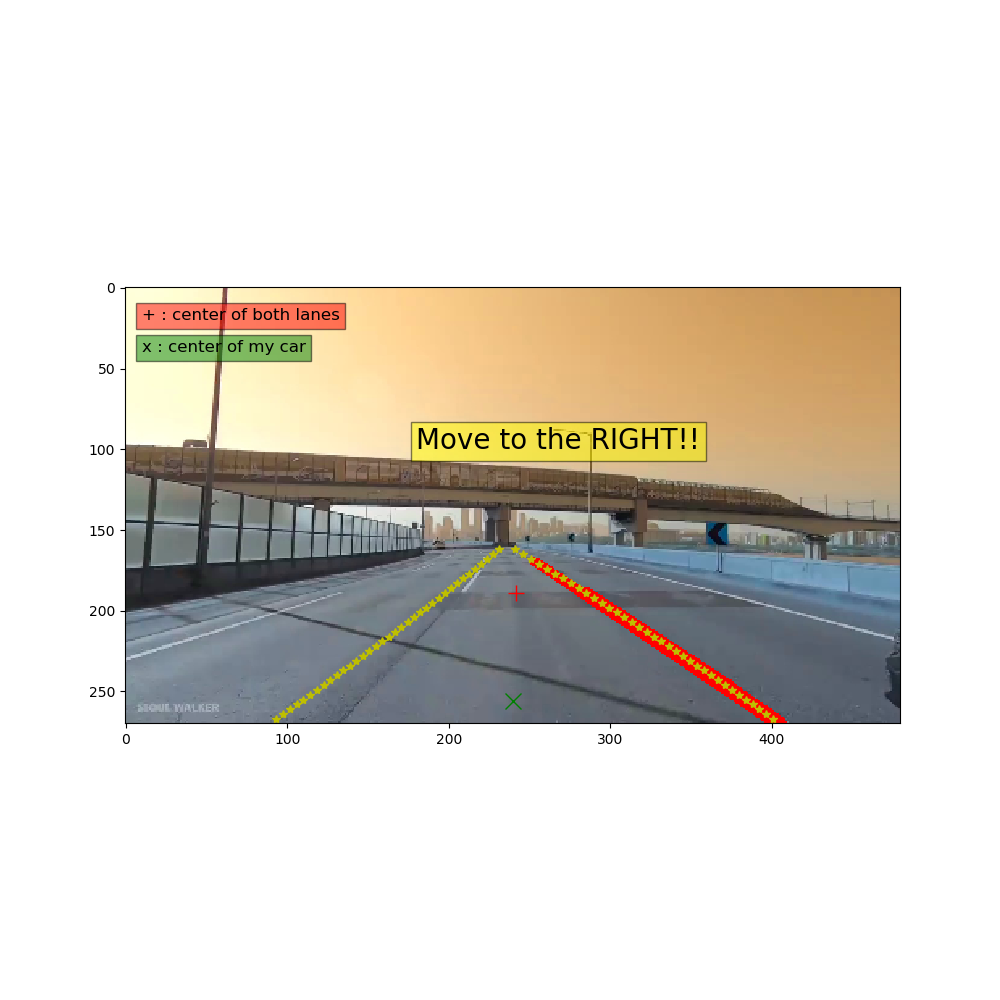 0
50
100
150
200
250
+ : center of both lanes
x : center of my car
Move to the RIGHT!!
SEOUL WALKER
0
100
200
300
400